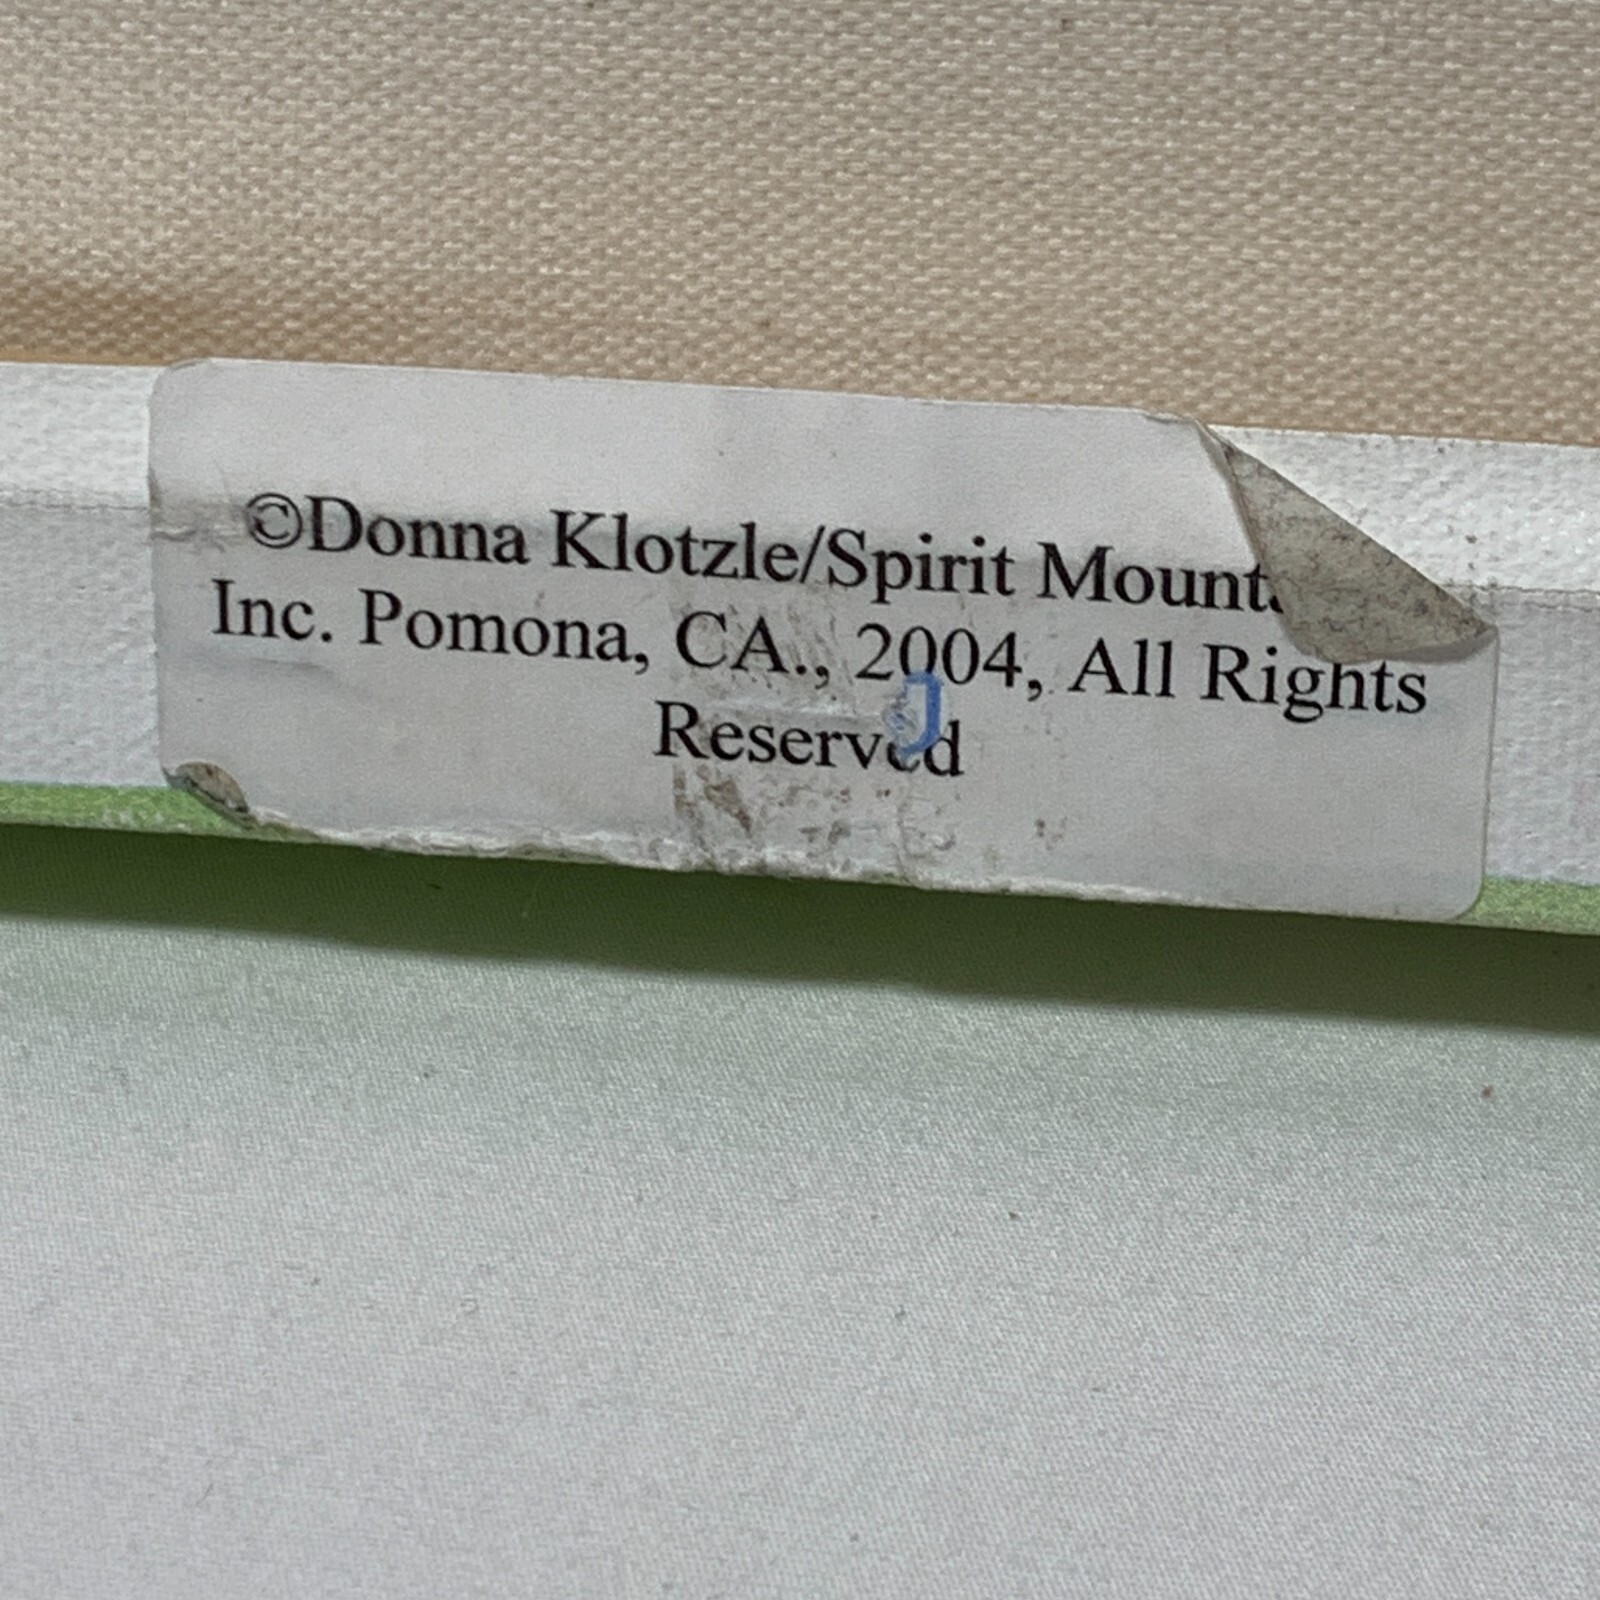 ©Donna Klotzle/Spirit Mount
Inc. Pomona, CA., 2004, All Rights
Reserved